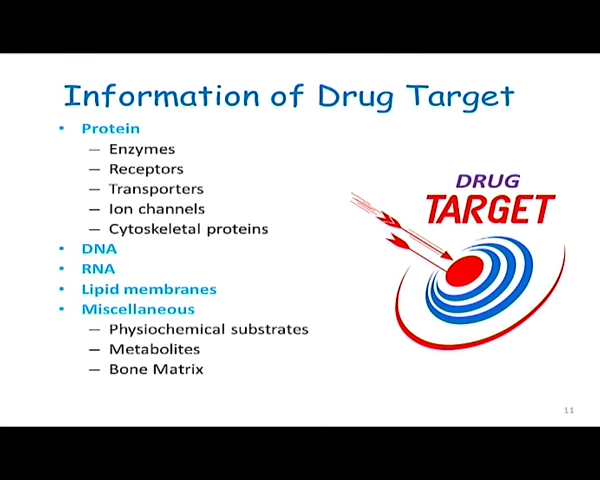 Information of Drug Target
• Protein
– Enzymes
– Receptors
– Transporters
– Ion channels
– Cytoskeletal proteins
• DNA
• RNA
• Lipid membranes
• Miscellaneous
– Physiochemical substrates
– Metabolites
– Bone Matrix
DRUG
TARGET
11